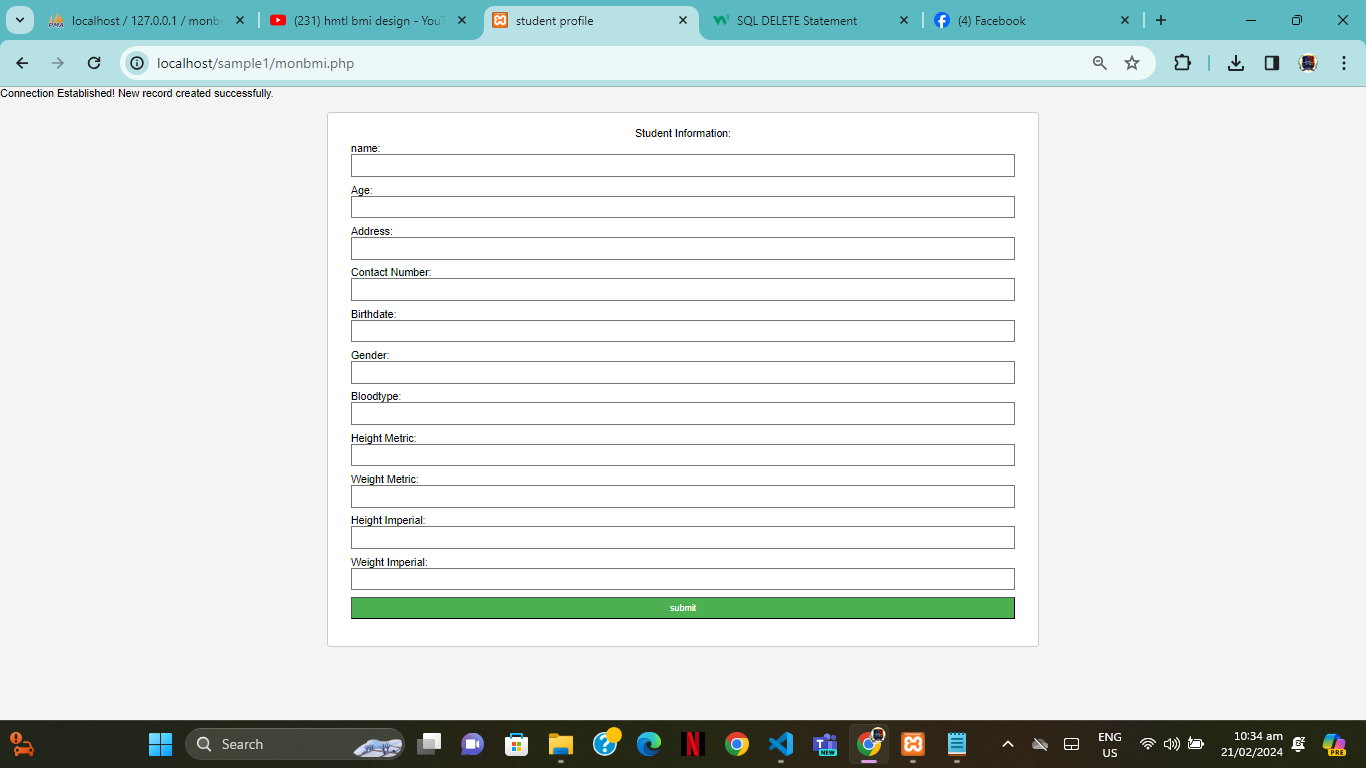 localhost / 127.0.0.1 / monb
(231) hmtl bmi design - You
student profile
SQL DELETE Statement
(4) Facebook
localhost/sample1/monbmi.php
Connection Established! New record created successfully.
Student Information:
name:
Age:
Address:
Contact Number:
Birthdate:
Gender:
Bloodtype:
Height Metric:
Weight Metric:
Height Imperial:
Weight Imperial:
submit
Search
NEW
ENG
US
10:34 am
21/02/2024
PRE